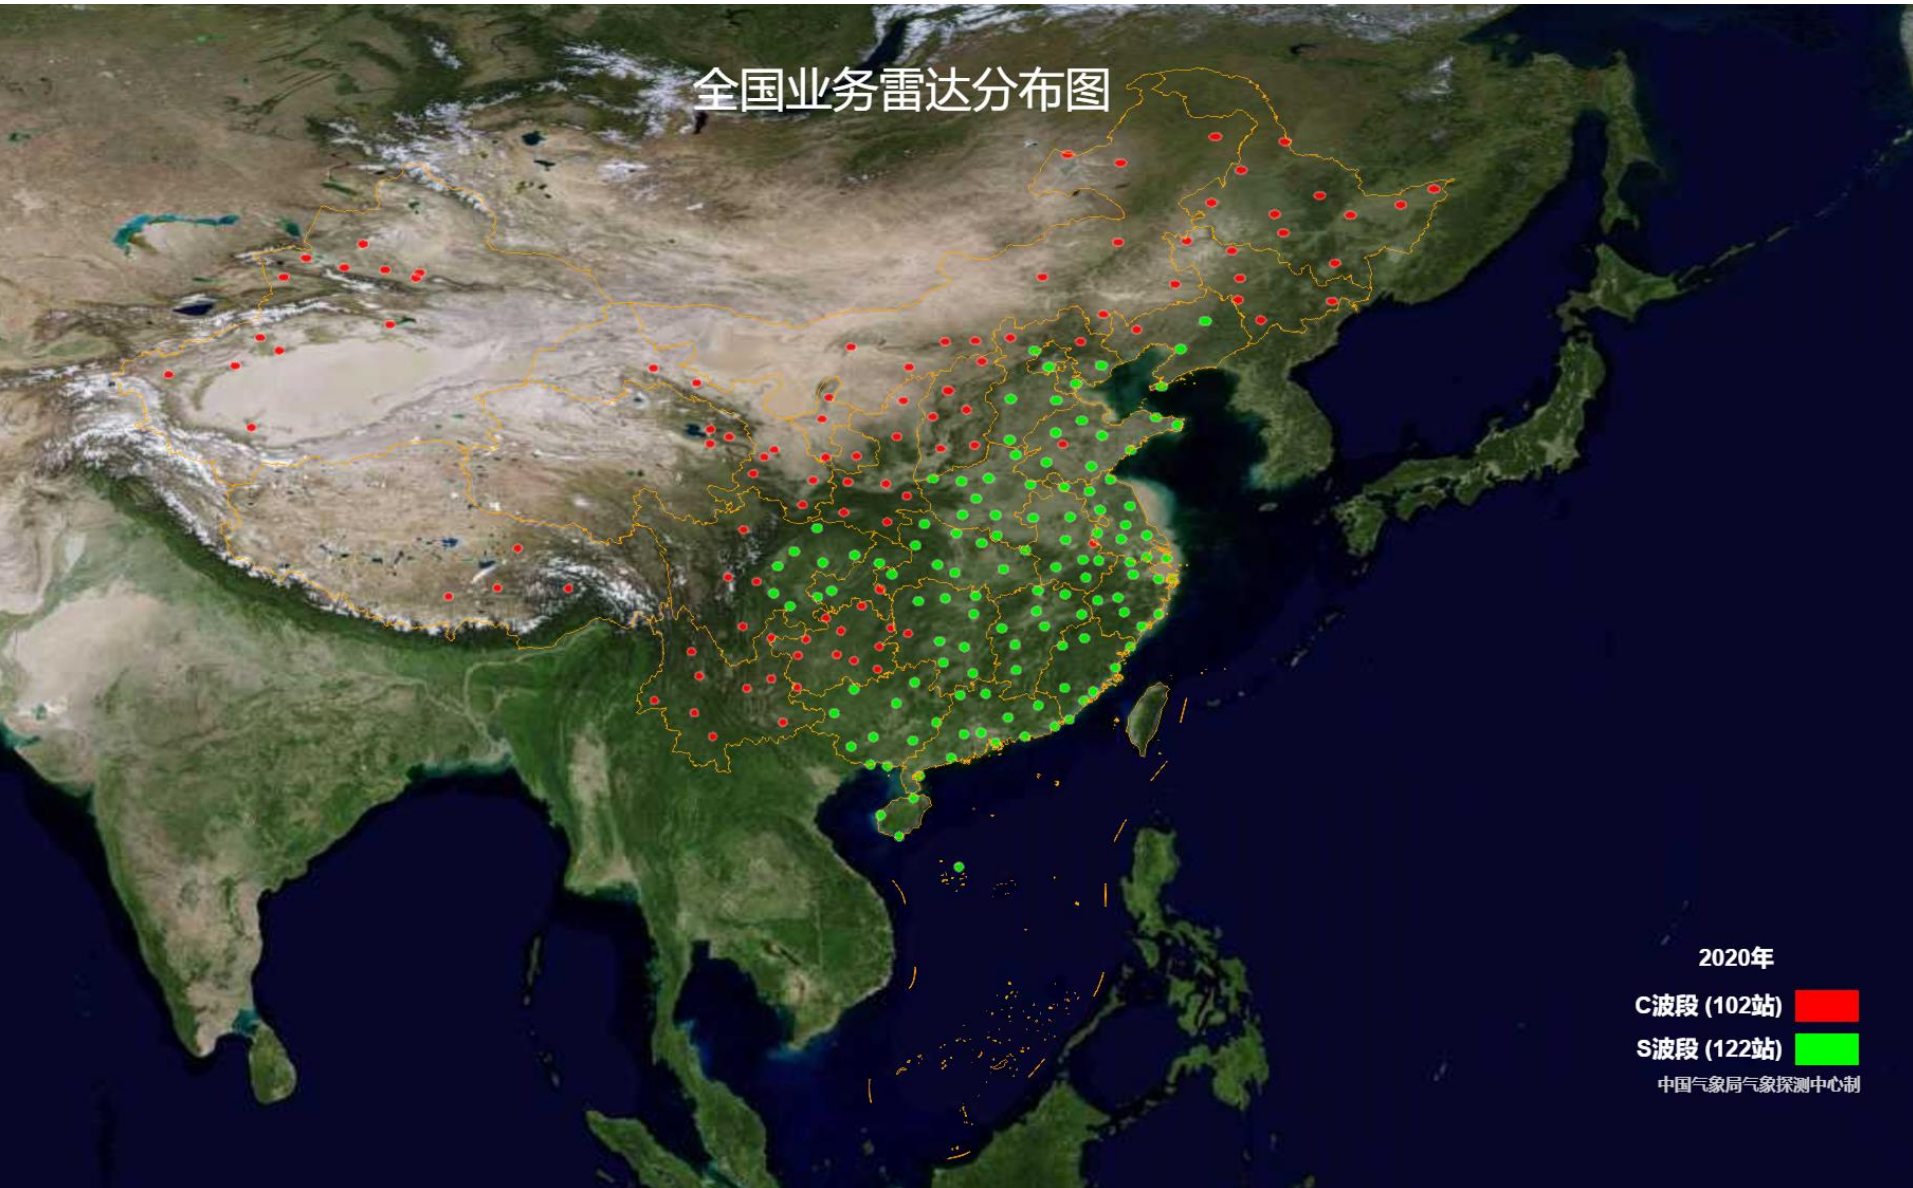 全国业务雷达分布图
2020年
C波段 (102站)
S波段 (122站)
中国气象局气象探测中心制